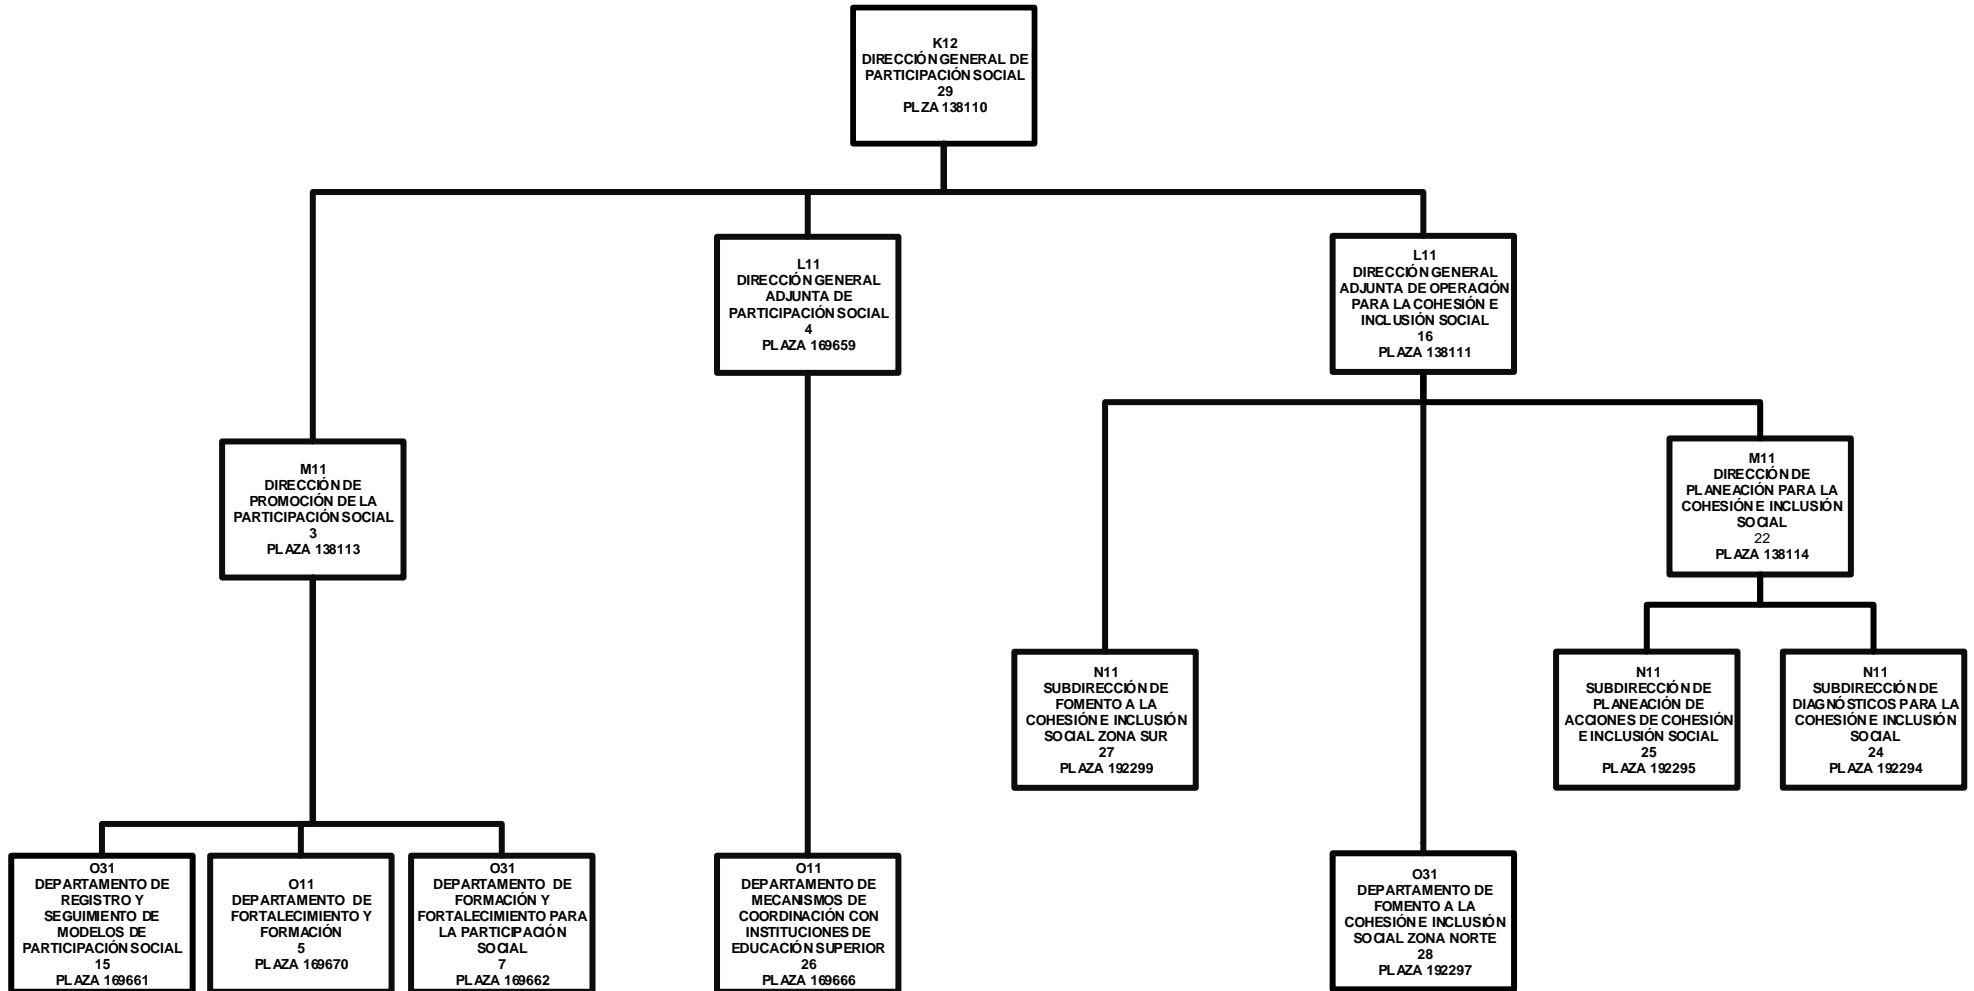 K12
DIRECCIÓN GENERAL DE
PARTICIPACIÓN SOCIAL
29
PLZA 138110
L11
DIRECCIÓN GENERAL
ADJUNTA DE
PARTICIPACIÓN SOCIAL
4
PLAZA 169659
L11
DIRECCIÓN GENERAL
ADJUNTA DE OPERACIÓN
PARA LA COHESIÓN E
INCLUSIÓN SOCIAL
16
PLAZA 138111
M11
DIRECCIÓN DE
PROMOCIÓN DE LA
PARTICIPACIÓN SOCIAL
3
PLAZA 138113
M11
DIRECCIÓN DE
PLANEACIÓN PARA LA
COHESIÓN E INCLUSIÓN
SOCIAL
22
PLAZA 138114
N11
SUBDIRECCIÓN DE
FOMENTO A LA
COHESIÓN E INCLUSIÓN
SOCIAL ZONA SUR
27
PLAZA 192299
N11
SUBDIRECCIÓN DE
PLANEACIÓN DE
ACCIONES DE COHESIÓN
E INCLUSIÓN SOCIAL
25
PLAZA 192295
N11
SUBDIRECCIÓN DE
DIAGNÓSTICOS PARA LA
COHESIÓN E INCLUSIÓN
SOCIAL
24
PLAZA 192294
O31
DEPARTAMENTO DE
REGISTRO Y
SEGUIMIENTO DE
MODELOS DE
PARTICIPACIÓN SOCIAL
15
PLAZA 169661
O11
DEPARTAMENTO DE
FORTALECIMIENTO Y
FORMACIÓN
5
PLAZA 169670
O31
DEPARTAMENTO DE
FORMACIÓN Y
FORTALECIMIENTO PARA
LA PARTICIPACIÓN
SOCIAL
7
PLAZA 169662
O11
DEPARTAMENTO DE
MECANISMOS DE
COORDINACIÓN CON
INSTITUCIONES DE
EDUCACIÓN SUPERIOR
26
PLAZA 169666
O31
DEPARTAMENTO DE
FOMENTO A LA
COHESIÓN E INCLUSIÓN
SOCIAL ZONA NORTE
28
PLAZA 192297